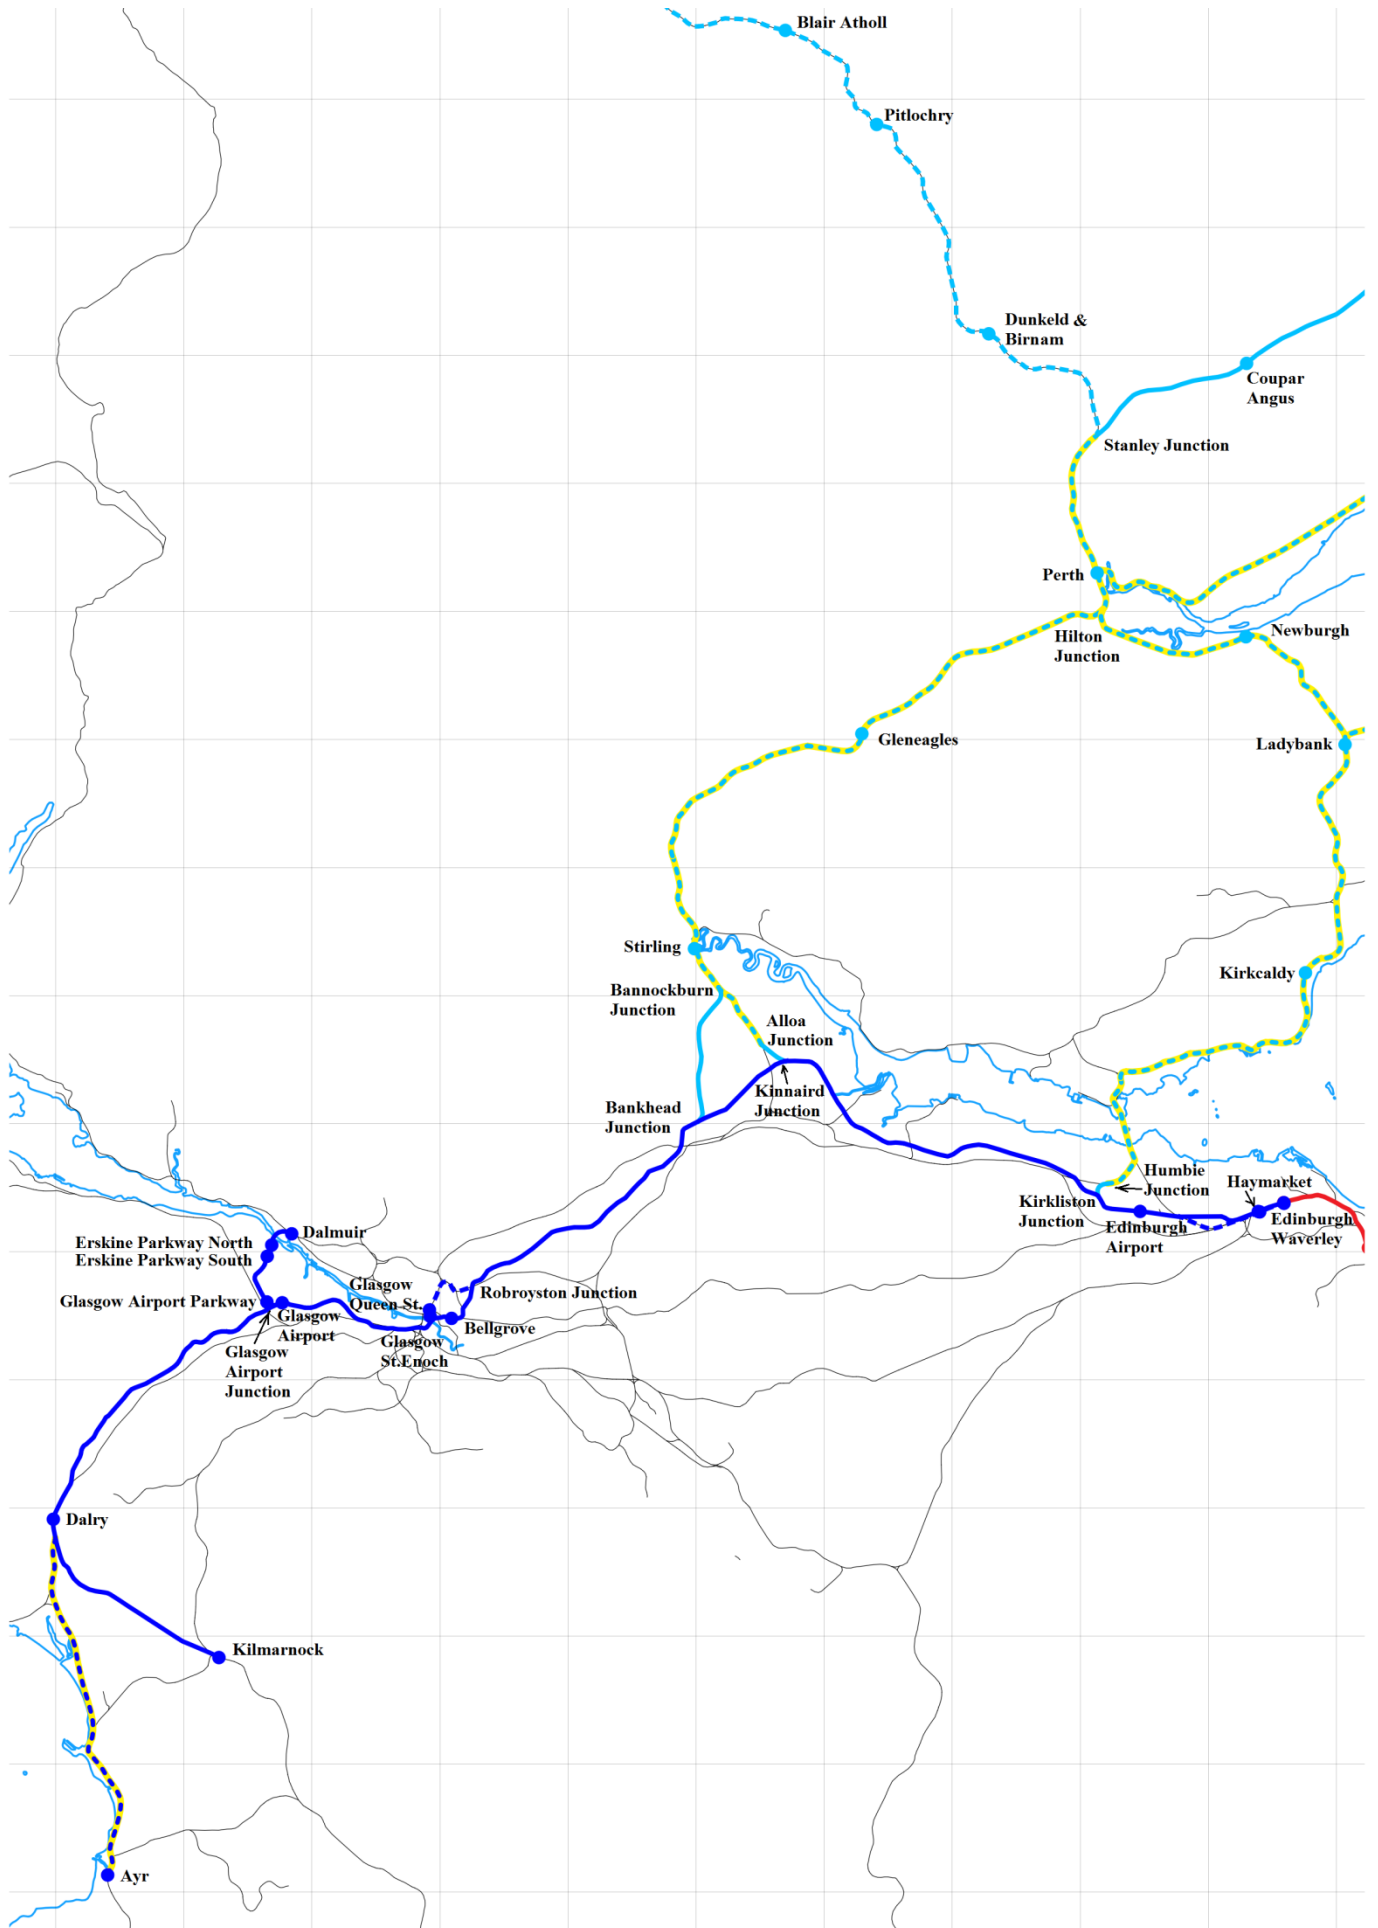 Blair Atholl
Pitlochry
Dunkeld &
Birnam
Coupar
Angus
Stanley Junction
Perth
Hilton
Junction
Newburgh
Gleneagles
Ladybank
Stirling
Kirkcaldy
Bannockburn
Junction
Alloa
Junction
Kinnaird
Junction
Bankhead
Junction
Humbie
Junction
Haymarket
Kirkliston
Junction
Edinburgh
Airport
Edinburgh
Waverley
Dalmuir
Erskine Parkway North
Erskine Parkway South
Glasgow
Queen St.
Robroyston Junction
Glasgow Airport Parkway
Glasgow
Airport
Bellgrove
Glasgow
St.Enoch
Glasgow
Airport
Junction
Dalry
Kilmarnock
Ayr